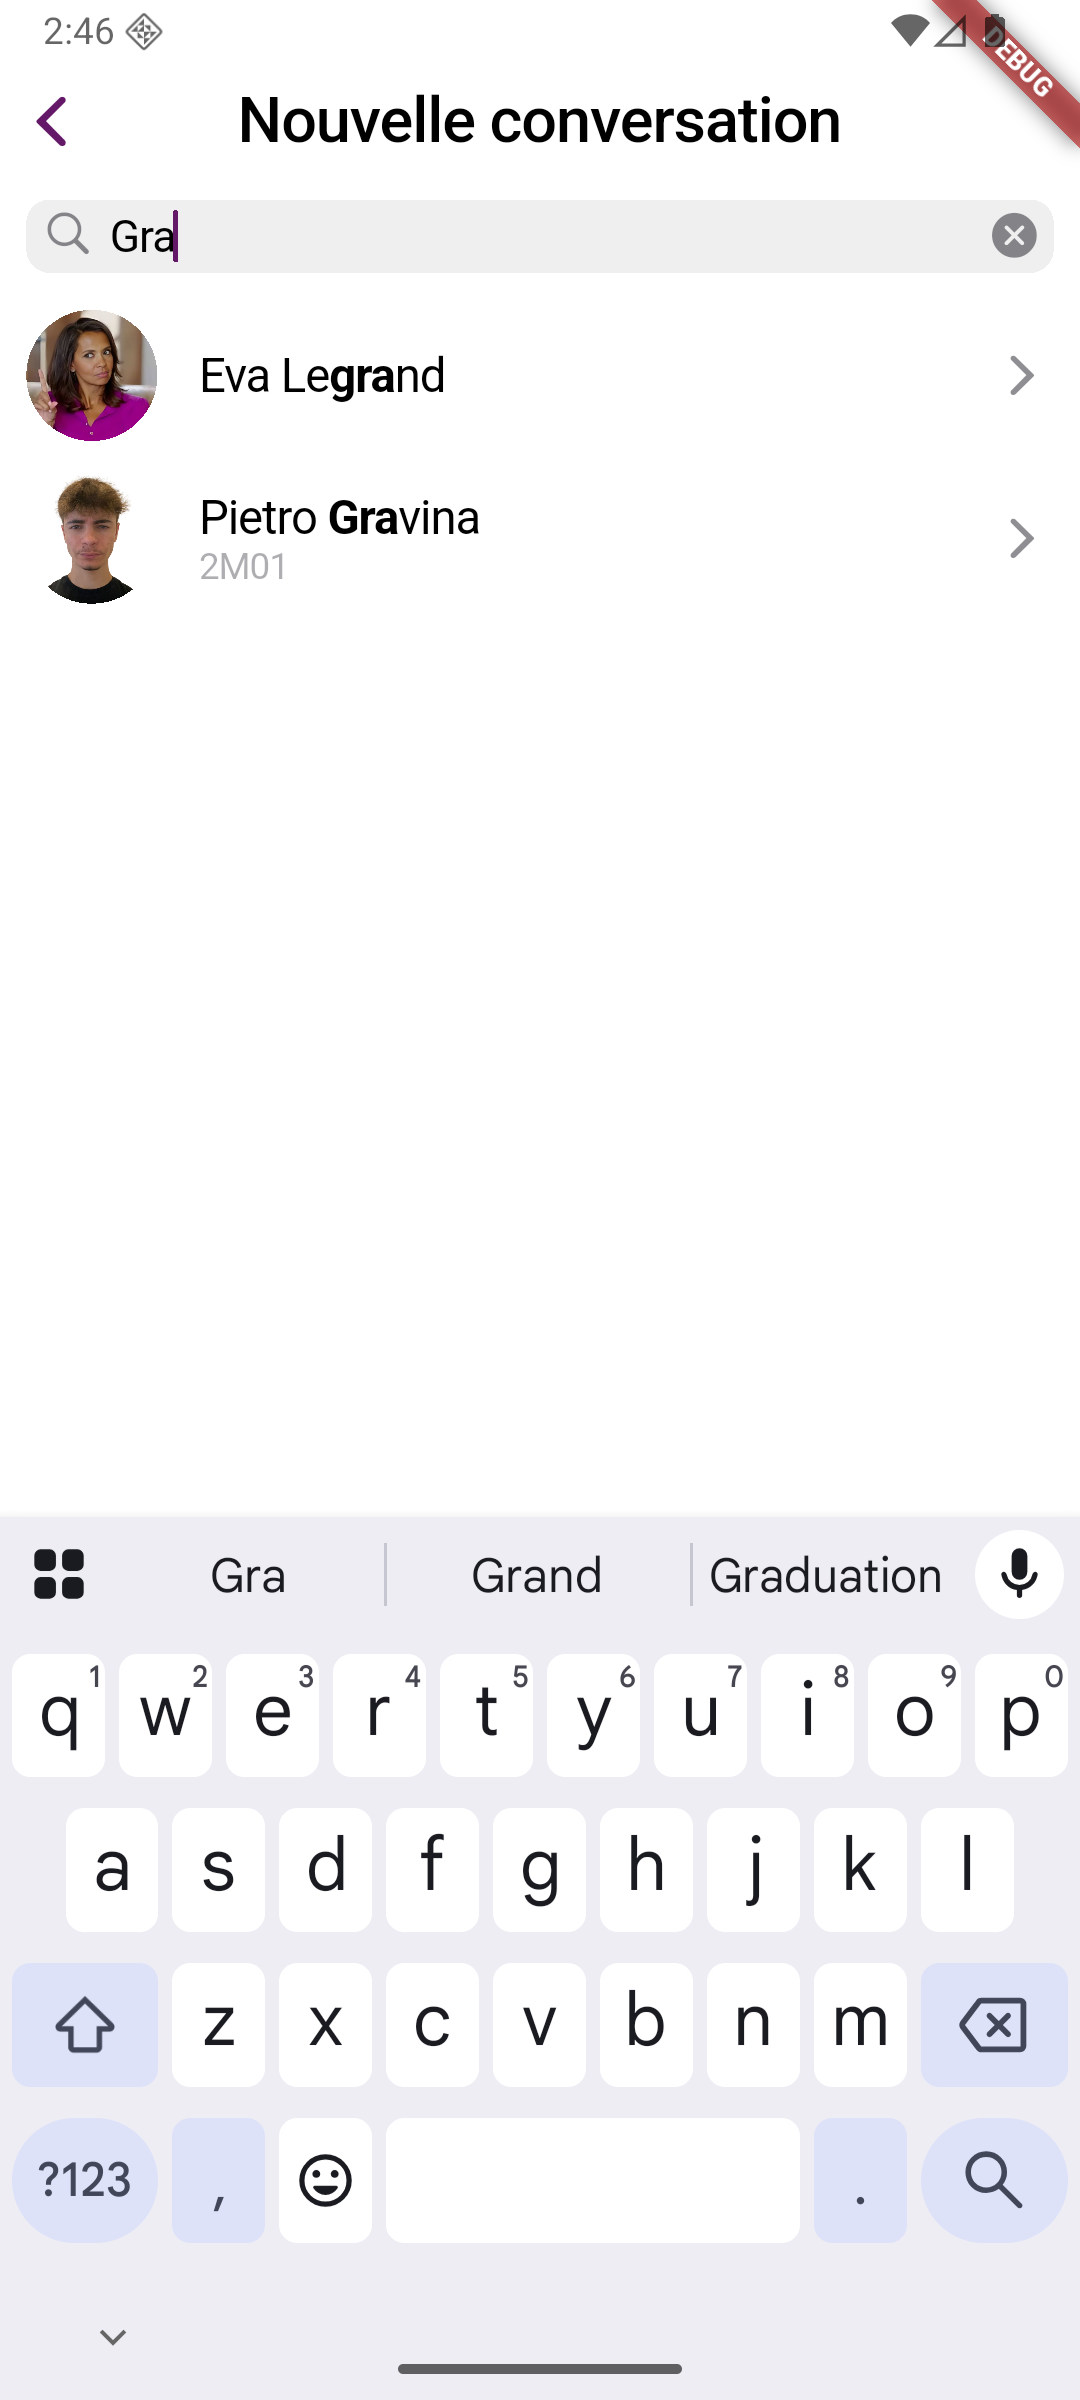 2:46
DEBUG
Nouvelle conversation
Gra
Eva Legrand
Pietro Gravina
2M01
Gra Grand Graduation
q1 w2 e3 r4 t5 y6 u7 i8 o9 p0
a s d f g h j k l
z x c v b n m
?123 , .